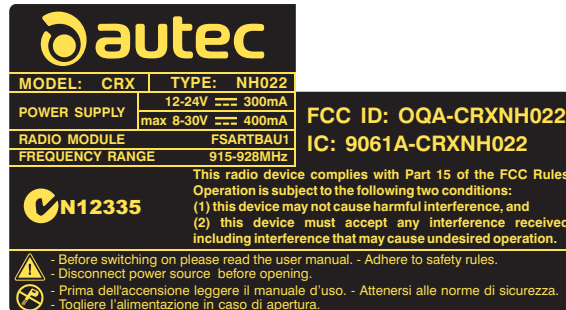 autec
MODEL: CRX TYPE: NH022
POWER SUPPLY 12-24V 300mA
max 8-30V 400mA
RADIO MODULE FSARTBAU1
FREQUENCY RANGE 915-928MHz
FCC ID: OQA-CRXNH022
IC: 9061A-CRXNH022
This radio device complies with Part 15 of the FCC Rules
Operation is subject to the following two conditions:
(1) this device may not cause harmful interference, and
(2) this device must accept any interference received
including interference that may cause undesired operation.
N12335
- Before switching on please read the user manual. - Adhere to safety rules.
- Disconnect power source before opening.
- Prima dell'accensione leggere il manuale d'uso. - Attenersi alle norme di sicurezza.
- Togliere l'alimentazione in caso di apertura.